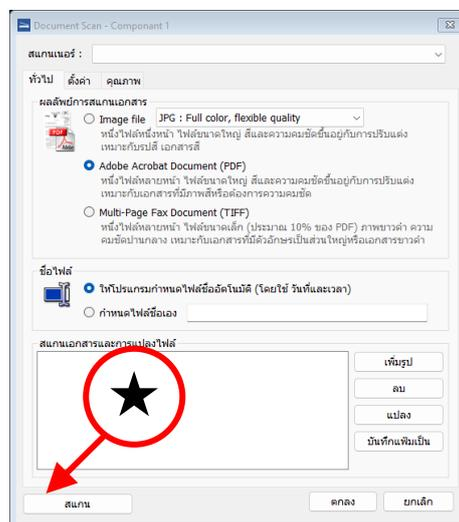 Document Scan - Componant 1
สแกนเนอร์ :
ทั่วไป ตั้งค่า คุณภาพ
ผลลัพย์การสแกนเอกสาร
Image file JPG : Full color, flexible quality
หนึ่งไฟล์หนึ่งหน้า ไฟล์ขนาดใหญ่ สีและความคมชัดขึ้นอยู่กับการปรับแต่ง
เหมาะกับรปสี เอกสารสี
Adobe Acrobat Document (PDF)
หนึ่งไฟล์หลายหน้า ไฟล์ขนาดใหญ่ สีและความคมชัดขึ้นอยู่กับการปรับแต่ง
เหมาะกับเอกสารที่มีภาพสีหรือต้องการความคมชัด
Multi-Page Fax Document (TIFF)
หนึ่งไฟล์หลายหน้า ไฟล์ขนาดเล็ก (ประมาณ 10% ของ PDF) ภาพขาวดำ ความ
คมชัดปานกลาง เหมาะกับเอกสารที่มีตัวอักษรเป็นส่วนใหญ่หรือเอกสารขาวดำ
ชื่อไฟล์
ให้โปรแกรมกำหนดไฟล์ชื่ออัตโนมัติ (โดยใช้ วันที่และเวลา)
กำหนดไฟล์ชื่อเอง
สแกนเอกสารและการแปลงไฟล์
เพิ่มรูป
ลบ
แปลง
บันทึกแฟ้มเป็น
สแกน ตกลง ยกเลิก